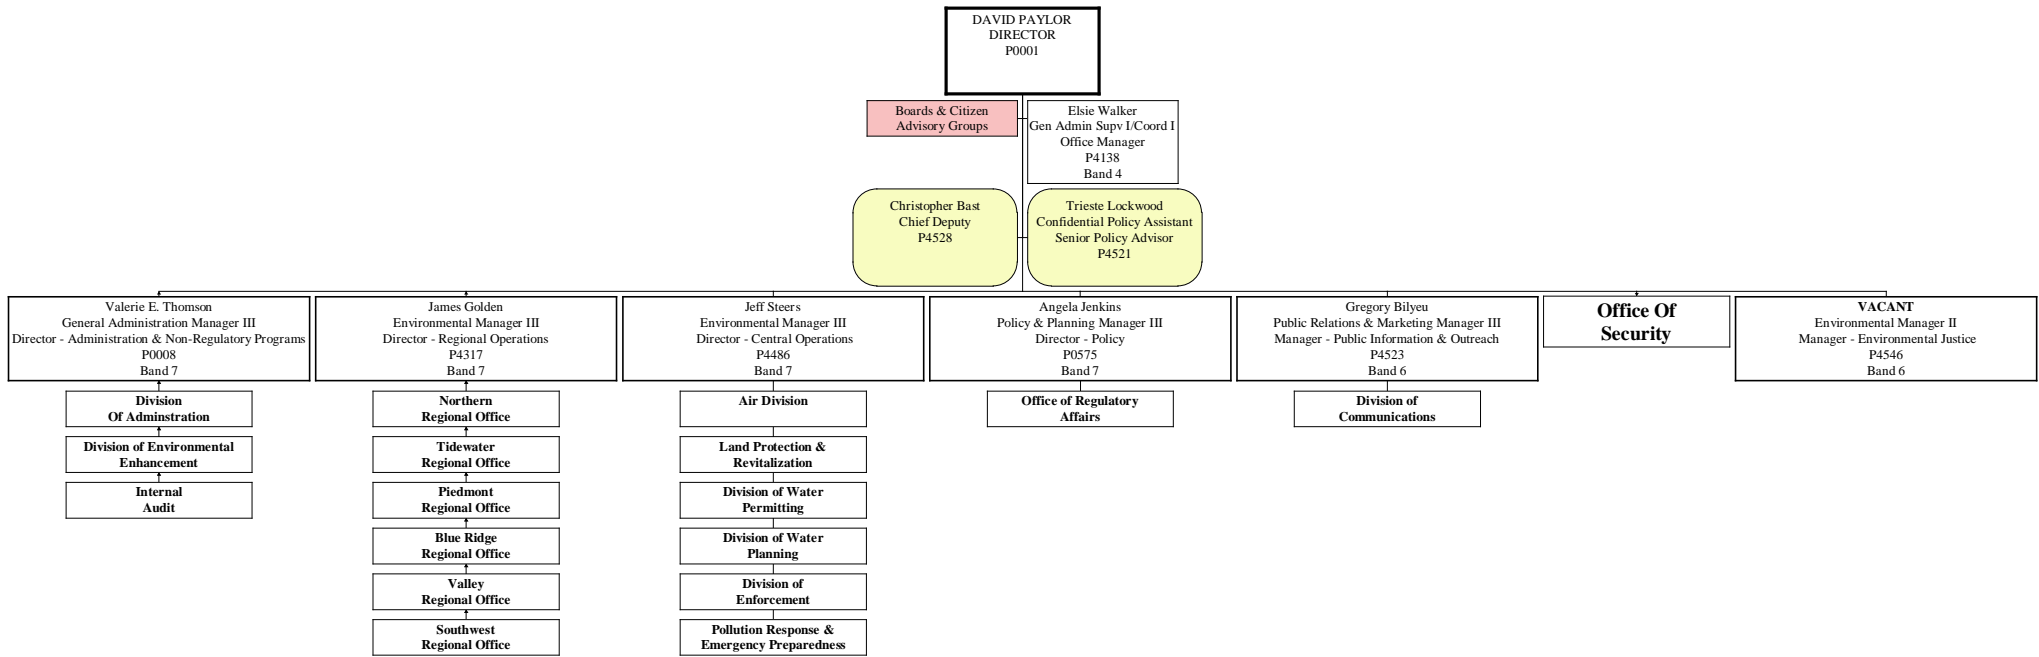 DAVID PAYLOR
DIRECTOR
P0001
Boards & Citizen
Advisory Groups
Elsie Walker
Gen Admin Supv I/Coord I
Office Manager
P4138
Band 4
Christopher Bast
Chief Deputy
P4528
Trieste Lockwood
Confidential Policy Assistant
Senior Policy Advisor
P4521
Valerie E. Thomson
General Administration Manager III
Director - Administration & Non-Regulatory Programs
P0008
Band 7
Division
Of Adminstration
Division of Environmental
Enhancement
Internal
Audit
James Golden
Environmental Manager III
Director - Regional Operations
P4317
Band 7
Northern
Regional Office
Tidewater
Regional Office
Piedmont
Regional Office
Blue Ridge
Regional Office
Valley
Regional Office
Southwest
Regional Office
Jeff Steers
Environmental Manager III
Director - Central Operations
P4486
Band 7
Air Division
Land Protection &
Revitalization
Division of Water
Permitting
Division of Water
Planning
Division of
Enforcement
Pollution Response &
Emergency Preparedness
Angela Jenkins
Policy & Planning Manager III
Director - Policy
P0575
Band 7
Office of Regulatory
Affairs
Gregory Bilyeu
Public Relations & Marketing Manager III
Manager - Public Information & Outreach
P4523
Band 6
Division of
Communications
Office Of
Security
VACANT
Environmental Manager II
Manager - Environmental Justice
P4546
Band 6